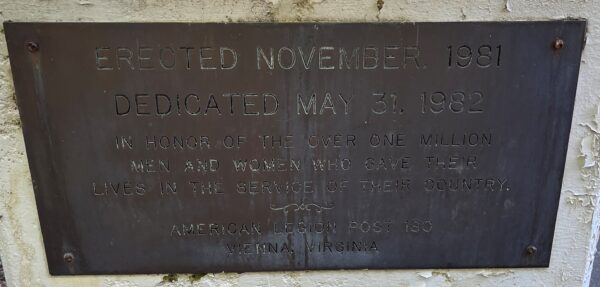 ERECTED NOVEMBER, 1981
DEDICATED MAY 31, 1982
IN HONOR OF THE OVER ONE MILLION
MEN AND WOMEN WHO GAVE THEIR
LIVES IN THE SERVICE OF THEIR COUNTRY.
AMERICAN LEGION POST 180
VIENNA, VIRGINIA